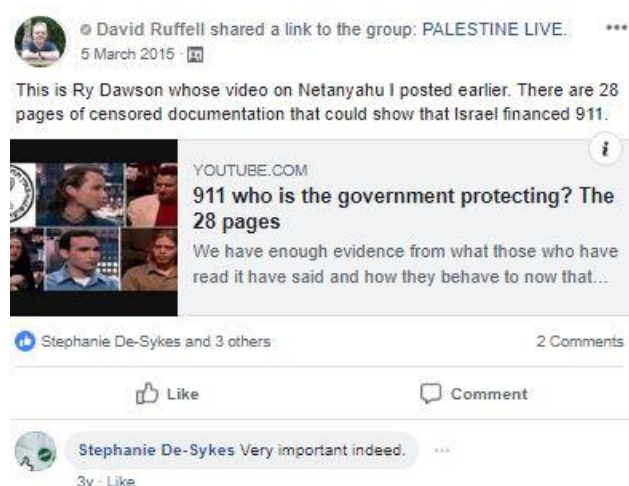 David Ruffell shared a link to the group: PALESTINE LIVE.
5 March 2015
This is Ry Dawson whose video on Netanyahu I posted earlier. There are 28
pages of censored documentation that could show that Israel financed 911.
YOUTUBE.COM
911 who is the government protecting? The
28 pages
We have enough evidence from what those who have
read it have said and how they behave to now that...
Stephanie De-Sykes and 3 others 2 Comments
Like Comment
Stephanie De-Sykes Very important indeed.
3y · Like